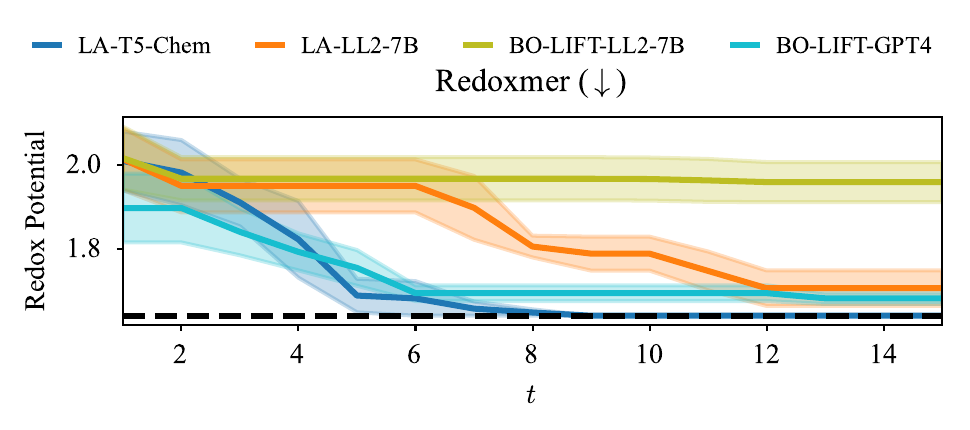 LA-T5-Chem LA-LL2-7B BO-LIFT-LL2-7B BO-LIFT-GPT4
Redoxmer (↓)
Redox Potential
2.0
1.8
2 4 6 8 10 12 14
t